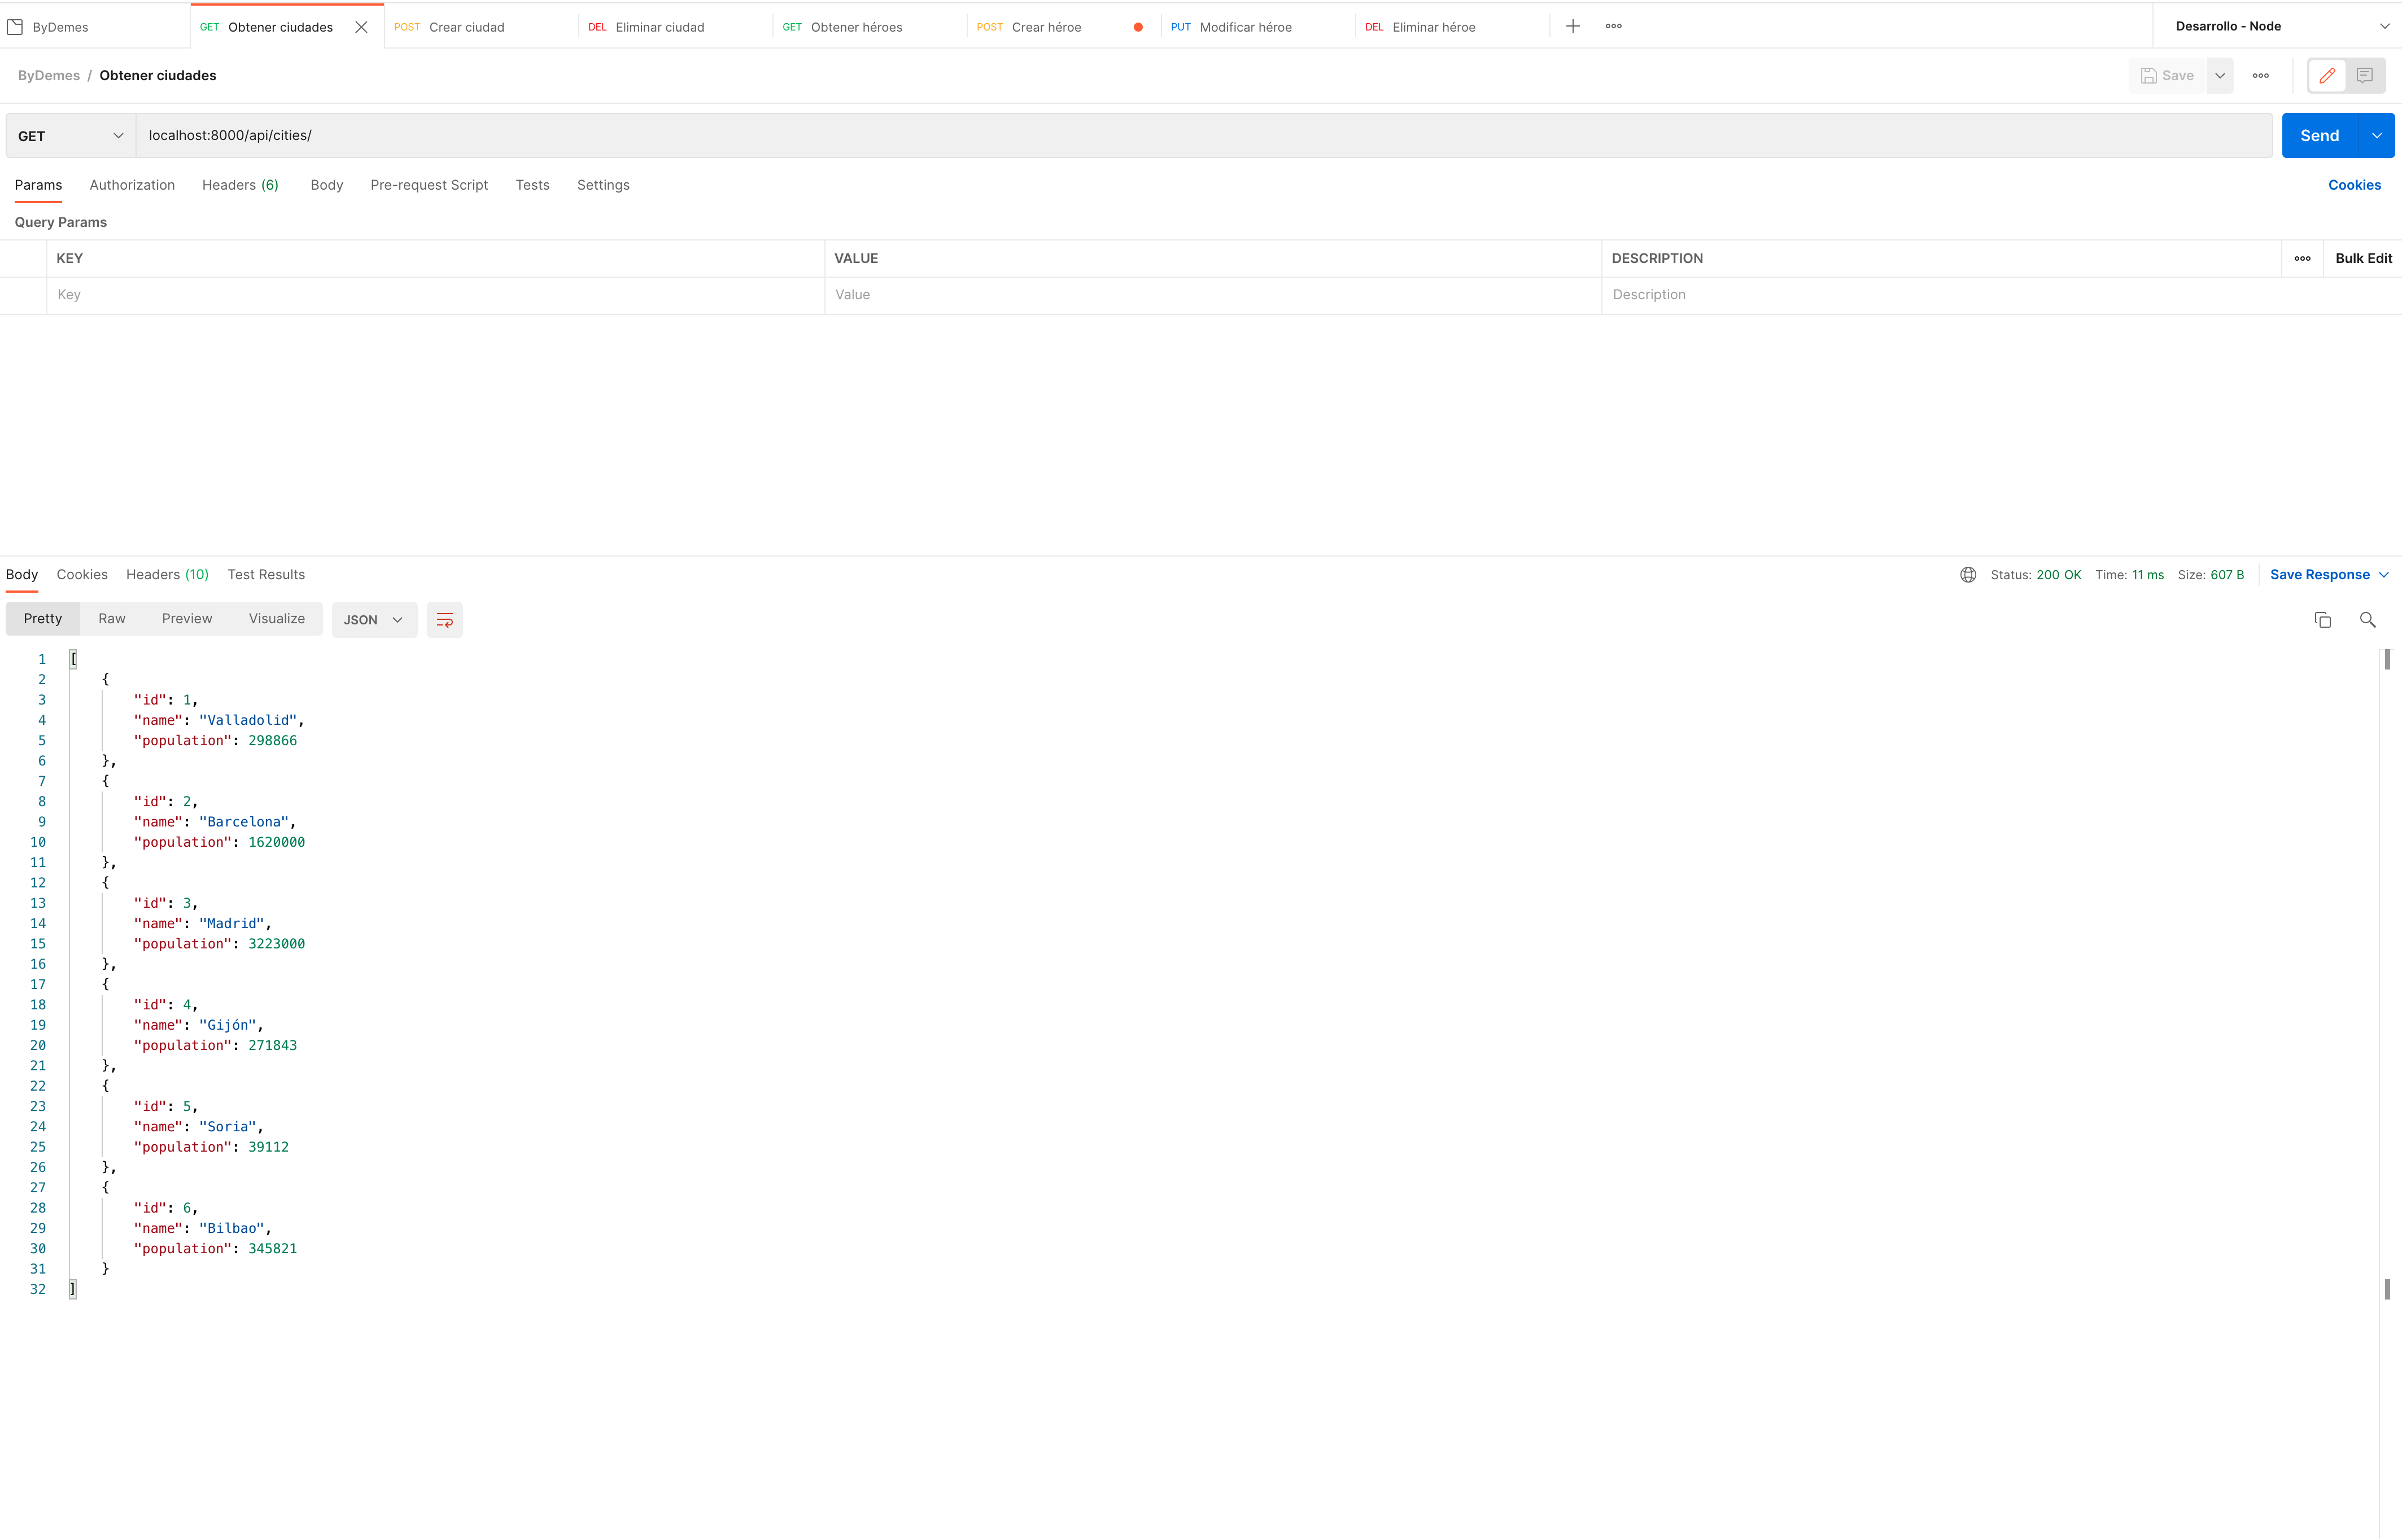 ByDemes GET Obtener ciudades POST Crear ciudad DEL Eliminar ciudad GET Obtener héroes POST Crear héroe PUT Modificar héroe DEL Eliminar héroe Desarrollo - Node
ByDemes / Obtener ciudades Save
GET localhost:8000/api/cities/ Send
Params Authorization Headers (6) Body Pre-request Script Tests Settings Cookies
Query Params
KEY VALUE DESCRIPTION Bulk Edit
Key Value Description
Body Cookies Headers (10) Test Results Status: 200 OK Time: 11 ms Size: 607 B Save Response
Pretty Raw Preview Visualize JSON
1 [
2 {
3 "id": 1,
4 "name": "Valladolid",
5 "population": 298866
6 },
7 {
8 "id": 2,
9 "name": "Barcelona",
10 "population": 1620000
11 },
12 {
13 "id": 3,
14 "name": "Madrid",
15 "population": 3223000
16 },
17 {
18 "id": 4,
19 "name": "Gijón",
20 "population": 271843
21 },
22 {
23 "id": 5,
24 "name": "Soria",
25 "population": 39112
26 },
27 {
28 "id": 6,
29 "name": "Bilbao",
30 "population": 345821
31 }
32 ]